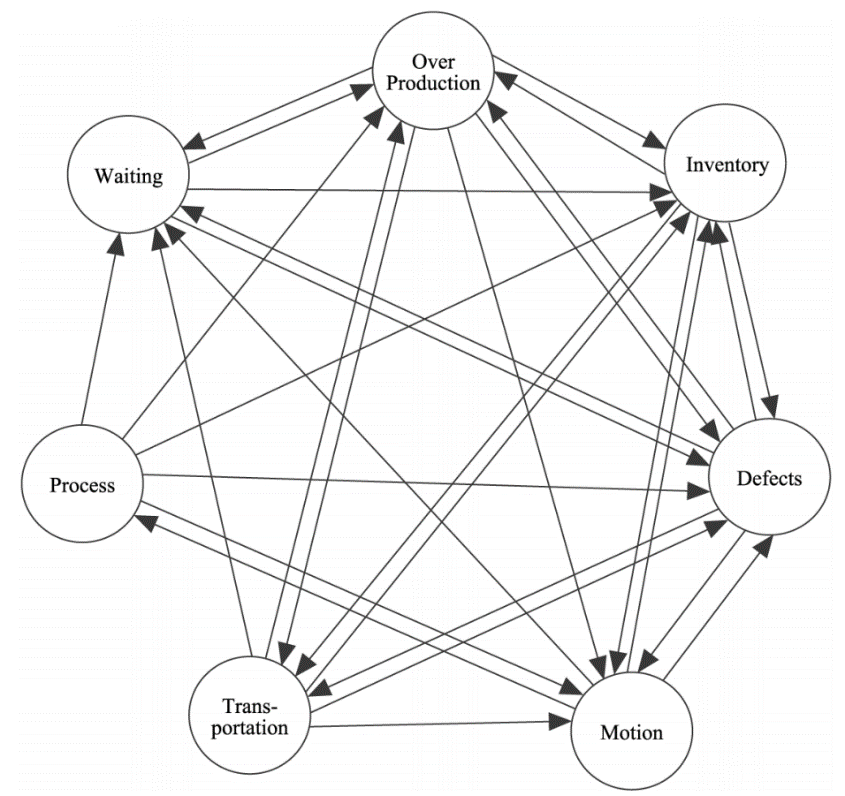 Over
Production
Waiting
Inventory
Process
Defects
Trans-
portation
Motion